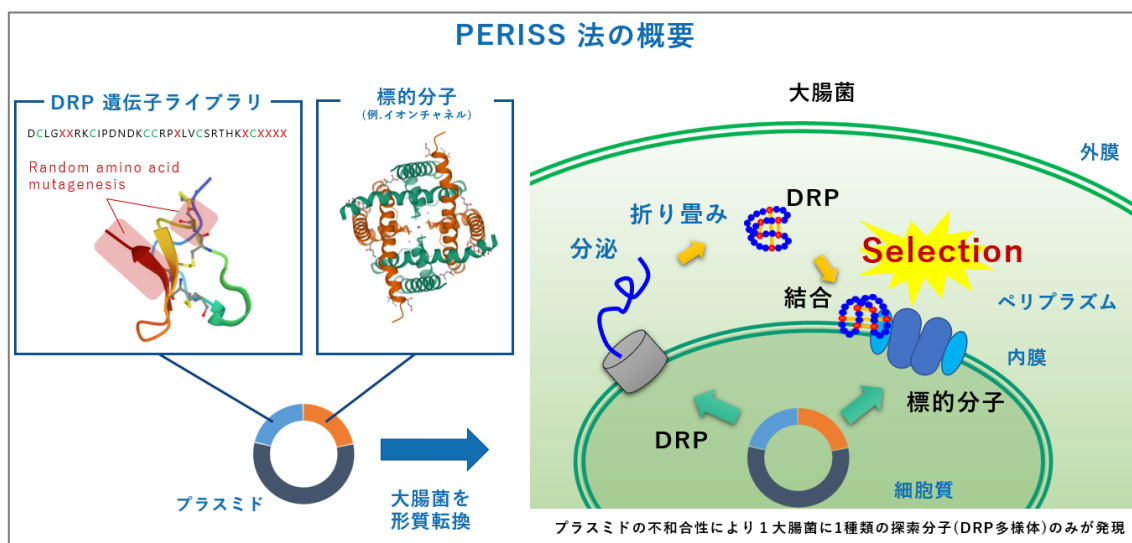 PERISS 法の概要
DRP 遺伝子ライブラリ
DCLGXXRKCIPDNDKCCRPXLVCSRTHKXCXXXX
Random amino acid
mutagenesis
標的分子
(例.イオンチャネル)
プラスミド
大腸菌を
形質転換
大腸菌
外膜
DRP
折り畳み
分泌
Selection
結合
ペリプラズム
内膜
標的分子
DRP
細胞質
プラスミドの不和合性により1大腸菌に1種類の探索分子(DRP多様体)のみが発現